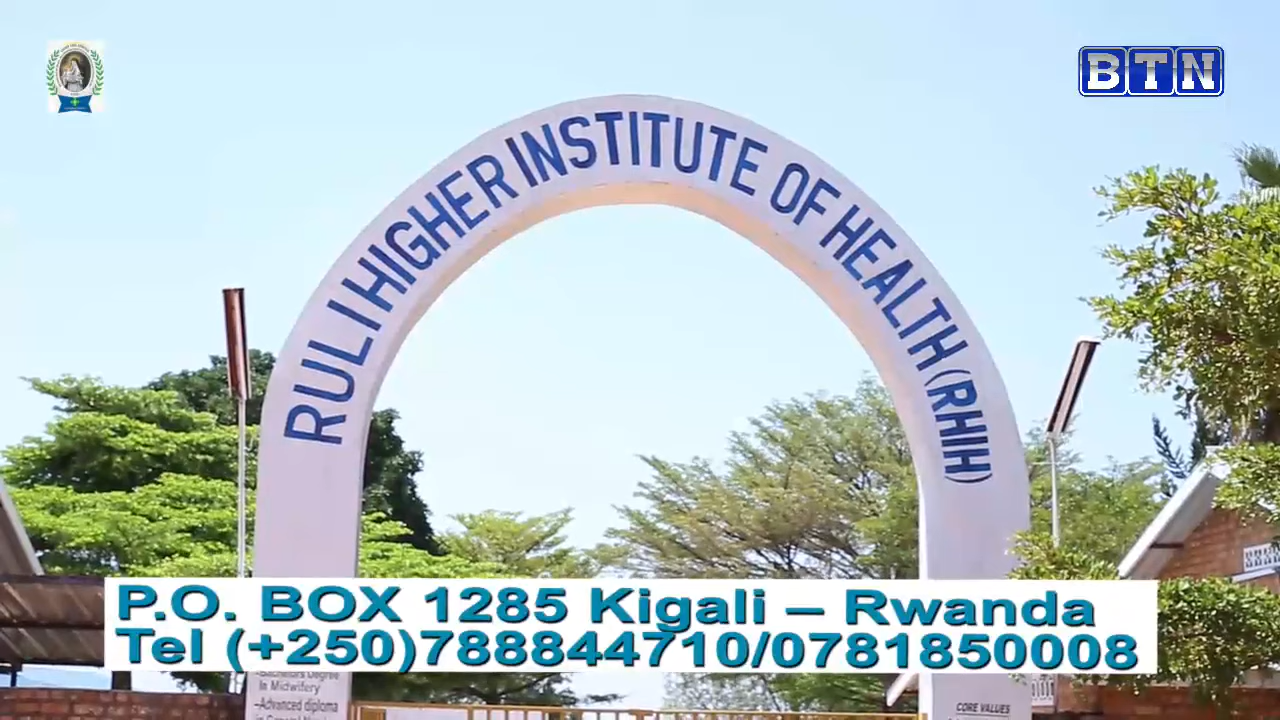 BTN
RULI HIGHER INSTITUTE OF HEALTH (RHIH)
P.O. BOX 1285 Kigali – Rwanda
Tel (+250)788844710/0781850008
In Midwifery
–Advanced diploma
CORE VALUES